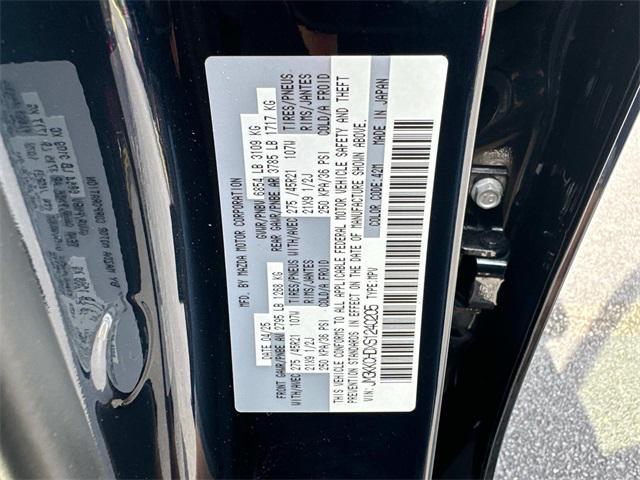 MFD. BY MAZDA MOTOR CORPORATION
DATE 04/25 GVWR/PNBV 6854 LB 3109 KG
FRONT GAWR/PNBE AV 2795 LB 1268 KG REAR GAWR/PNBE AR 3785 LB 1717 KG
WITH/AVEC 275 /45R21 107W TIRES/PNEUS WITH/AVEC 275 /45R21 107W TIRES/PNEUS
21X9 1/2J RIMS/JANTES 21X9 1/2J RIMS/JANTES
250 KPA/36 PSI COLD/A FROID 250 KPA/36 PSI COLD/A FROID
THIS VEHICLE CONFORMS TO ALL APPLICABLE FEDERAL MOTOR VEHICLE SAFETY AND THEFT
PREVENTION STANDARDS IN EFFECT ON THE DATE OF MANUFACTURE SHOWN ABOVE.
VIN: JM3KKCHDXS1240205 TYPE:MPV
COLOR CODE:42M MADE IN JAPAN